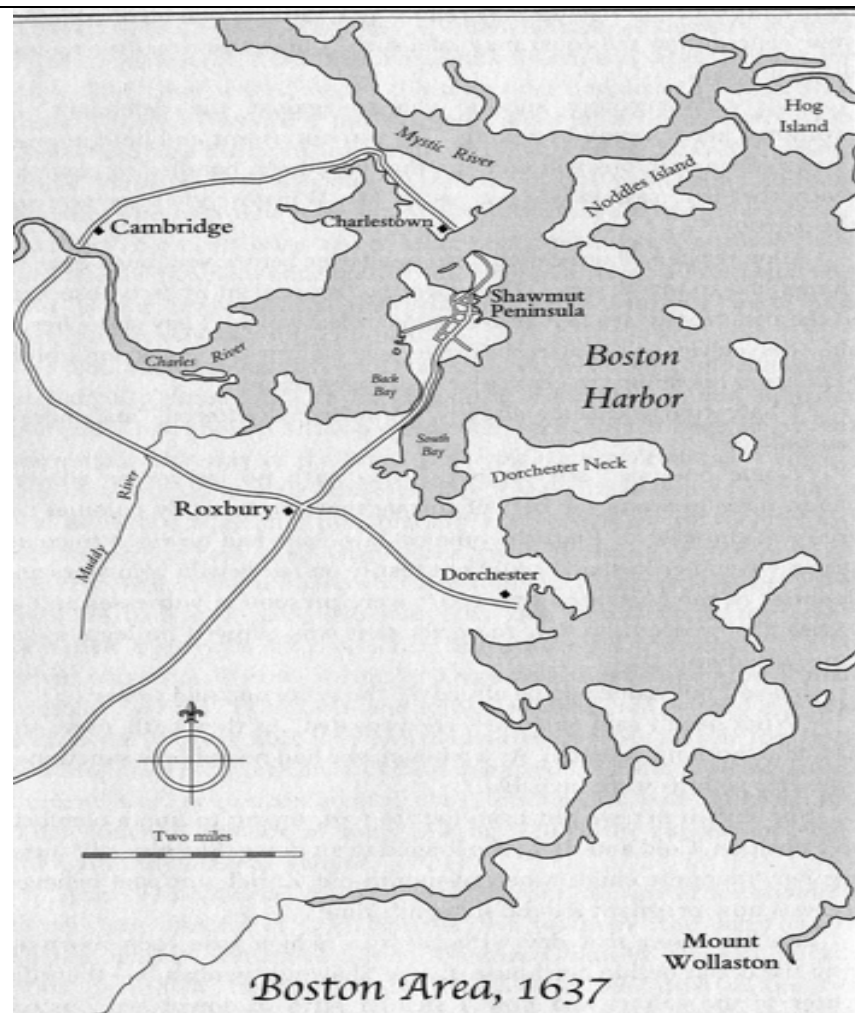 Hog
Island
Mystic River
Noddles Island
Cambridge
Charlestown
Shawmut
Peninsula
Charles River
Boston
Harbor
Back
Bay
South
Bay
Dorchester Neck
Muddy River
Roxbury
Dorchester
Two miles
Mount
Wollaston
Boston Area, 1637